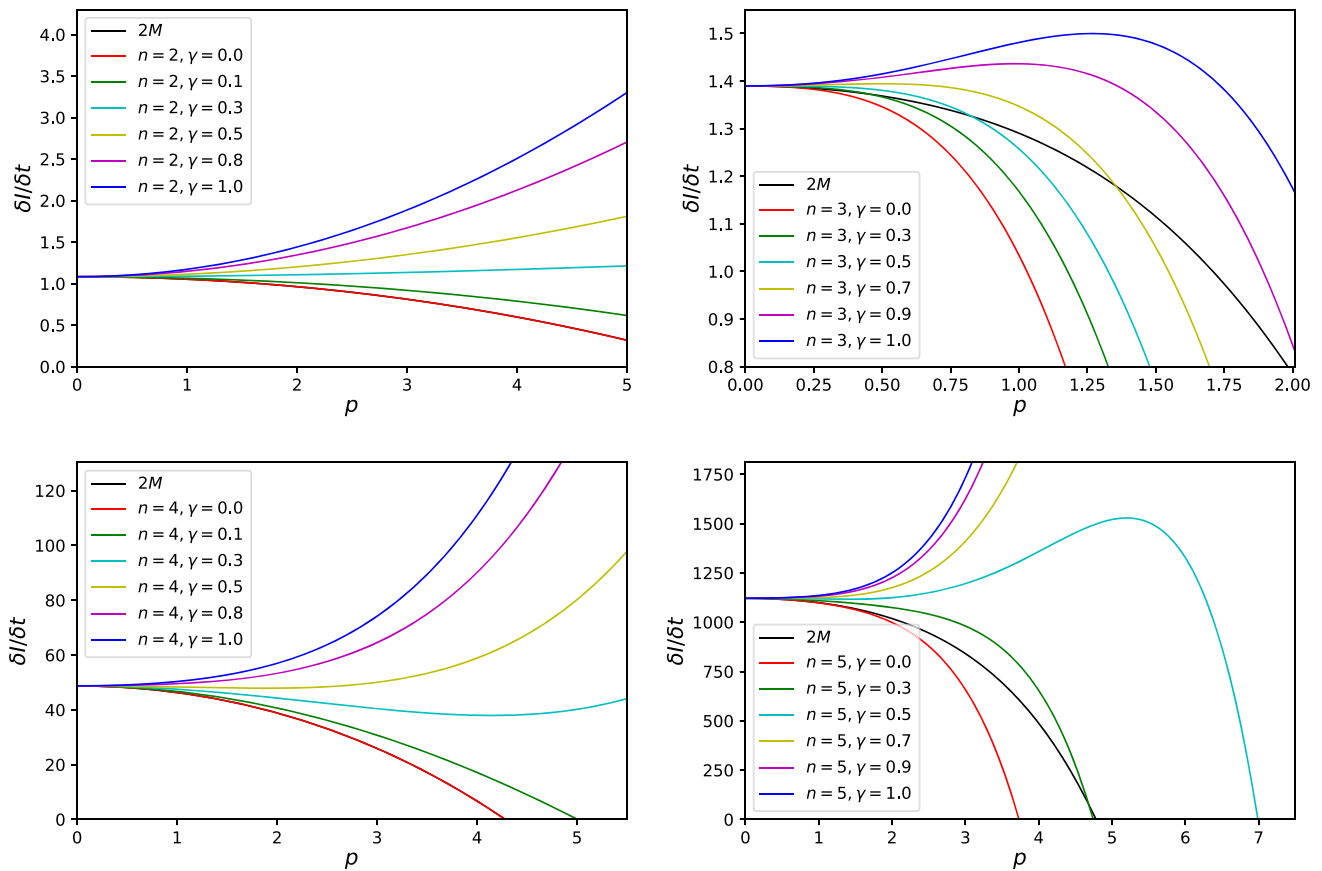 4.0
3.5
3.0
2.5
2.0
1.5
1.0
0.5
0.0
δI/δt
2M
n = 2, γ = 0.0
n = 2, γ = 0.1
n = 2, γ = 0.3
n = 2, γ = 0.5
n = 2, γ = 0.8
n = 2, γ = 1.0
0 1 2 3 4 5
p
1.5
1.4
1.3
1.2
1.1
1.0
0.9
0.8
δI/δt
2M
n = 3, γ = 0.0
n = 3, γ = 0.3
n = 3, γ = 0.5
n = 3, γ = 0.7
n = 3, γ = 0.9
n = 3, γ = 1.0
0.00 0.25 0.50 0.75 1.00 1.25 1.50 1.75 2.00
p
120
100
80
60
40
20
0
δI/δt
2M
n = 4, γ = 0.0
n = 4, γ = 0.1
n = 4, γ = 0.3
n = 4, γ = 0.5
n = 4, γ = 0.8
n = 4, γ = 1.0
0 1 2 3 4 5
p
1750
1500
1250
1000
750
500
250
0
δI/δt
2M
n = 5, γ = 0.0
n = 5, γ = 0.3
n = 5, γ = 0.5
n = 5, γ = 0.7
n = 5, γ = 0.9
n = 5, γ = 1.0
0 1 2 3 4 5 6 7
p